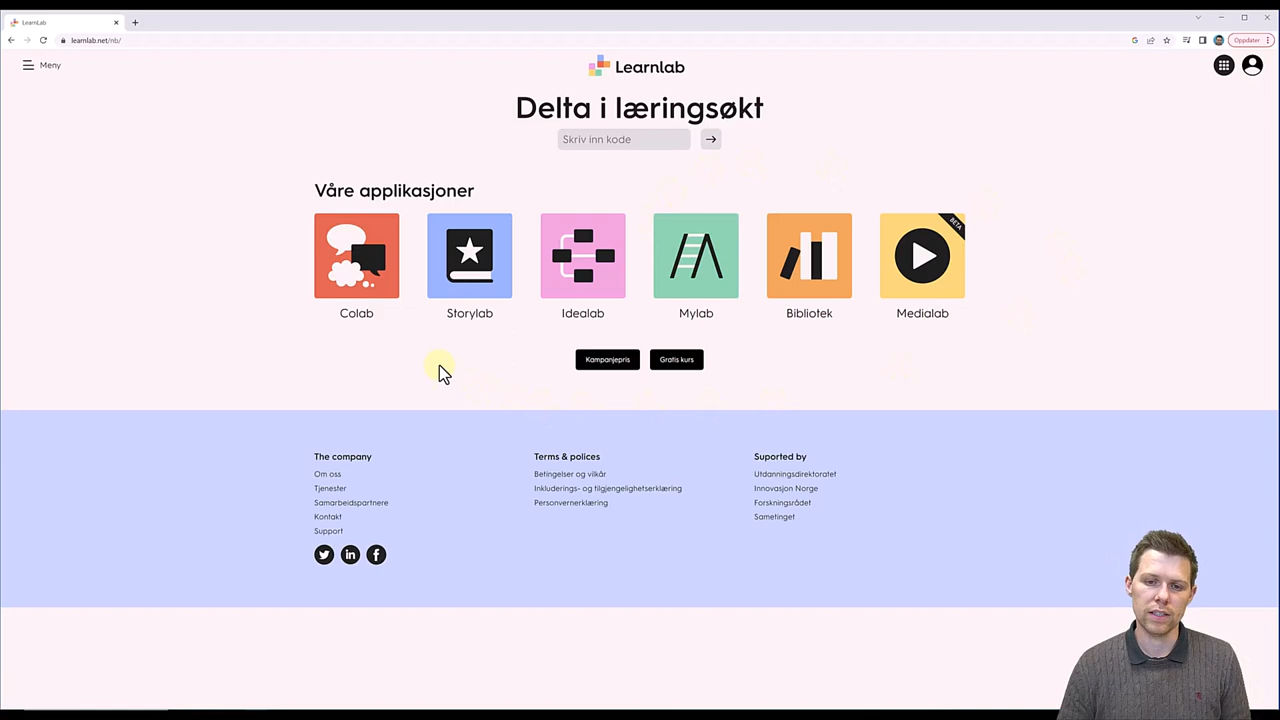 LearnLab
learnlab.net/nb/
Oppdater
Meny
Learnlab
Delta i læringsøkt
Skriv inn kode
Våre applikasjoner
BETA
Colab
Storylab
Idealab
Mylab
Bibliotek
Medialab
Kampanjepris
Gratis kurs
The company
Om oss
Tjenester
Samarbeidspartnere
Kontakt
Support
Terms & polices
Betingelser og vilkår
Inkluderings- og tilgjengelighetserklæring
Personvernerklæring
Suported by
Utdanningsdirektoratet
Innovasjon Norge
Forskningsrådet
Sametinget